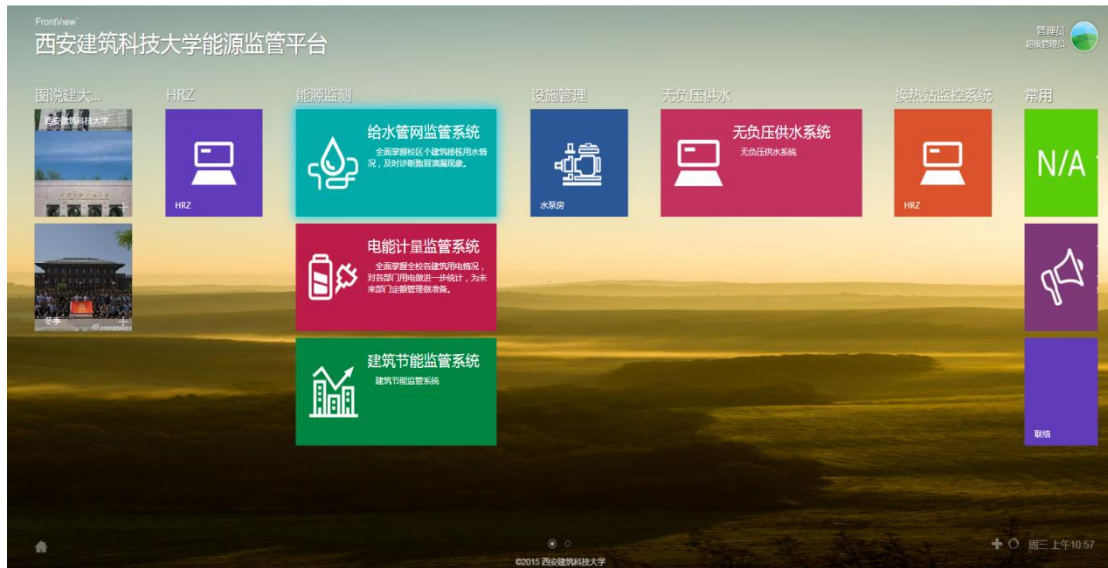 FrontView
西安建筑科技大学能源监管平台
管理员
超级管理员
图说建大...
HRZ
能源监测
设施管理
无负压供水
换热站监控系统
常用
西安建筑科技大学
HRZ
给水管网监管系统
全面掌握校区个建筑楼栋用水情
况,及时诊断跑冒滴漏现象。
水泵房
无负压供水系统
无负压供水系统
HRZ
N/A
冬季
电能计量监管系统
全面掌握全校各建筑用电情况,
对各部门用电做进一步统计,为未
来部门定额管理做准备。
建筑节能监管系统
建筑节能监管系统
联络
©2015 西安建筑科技大学
周三 上午10:57